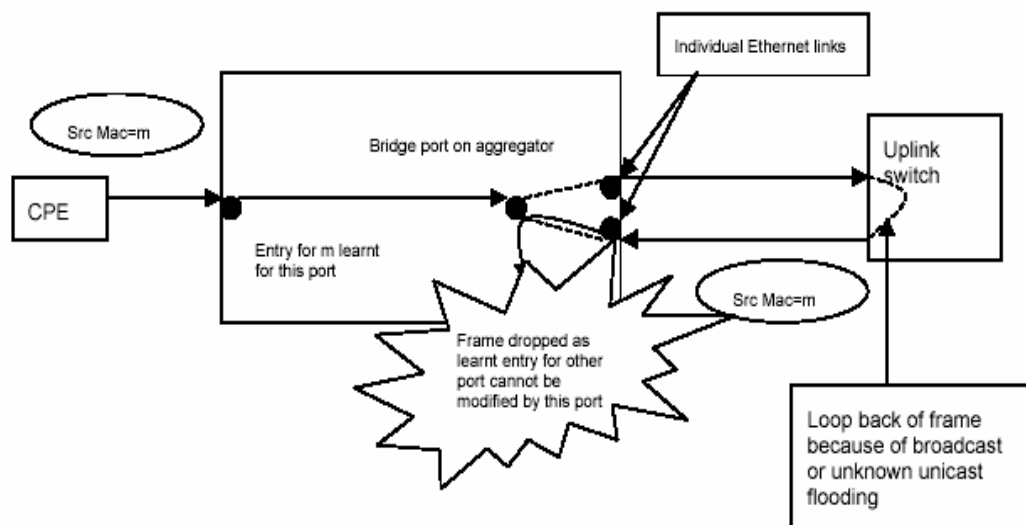 Individual Ethernet links
Src Mac=m
Bridge port on aggregator
Uplink
switch
CPE
Entry for m learnt
for this port
Src Mac=m
Frame dropped as
learnt entry for other
port cannot be
modified by this port
Loop back of frame
because of broadcast
or unknown unicast
flooding